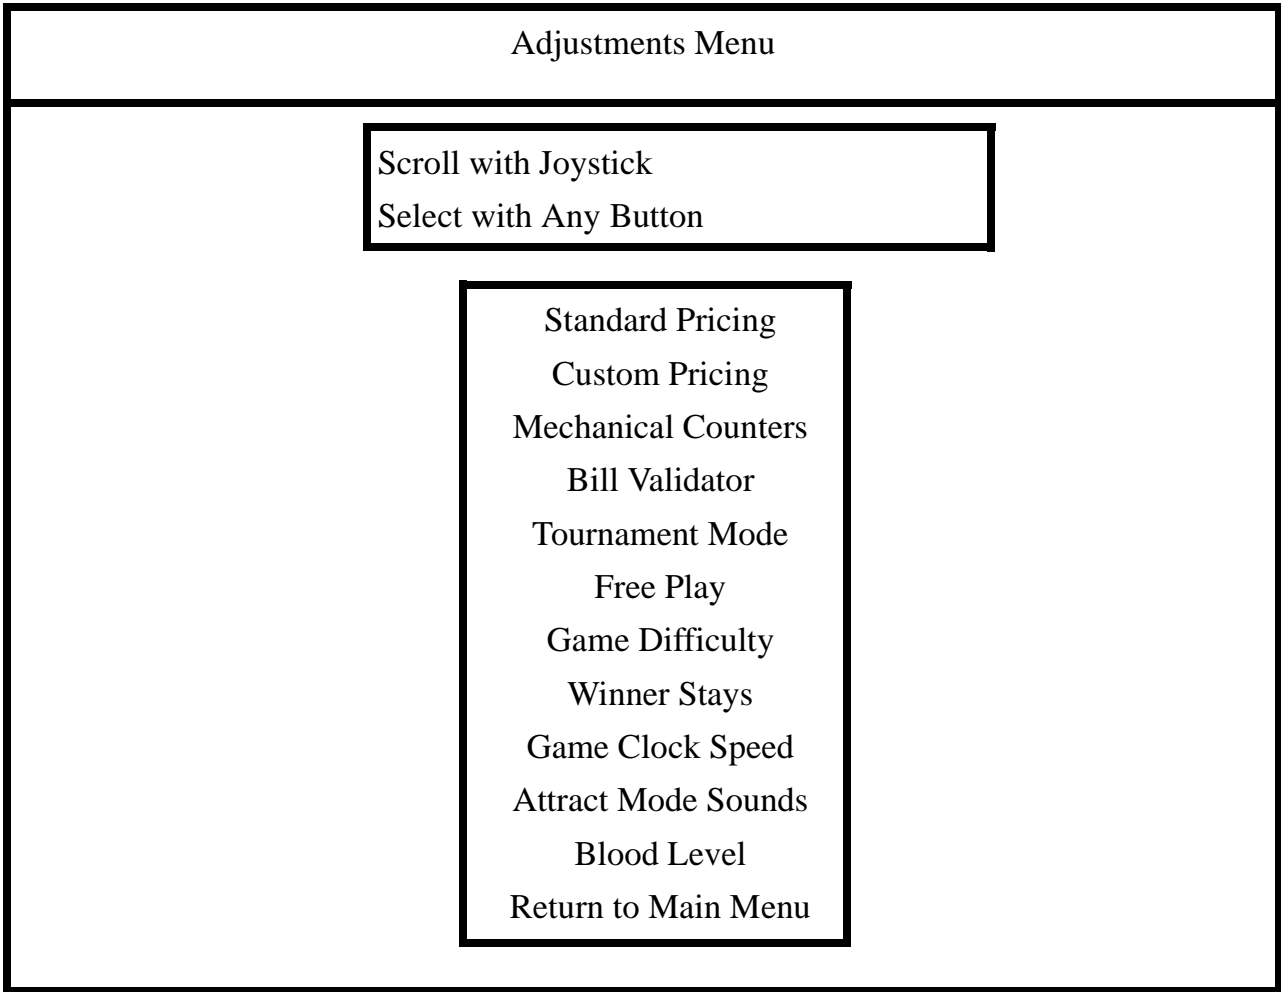 Adjustments Menu
Scroll with Joystick
Select with Any Button
Standard Pricing
Custom Pricing
Mechanical Counters
Bill Validator
Tournament Mode
Free Play
Game Difficulty
Winner Stays
Game Clock Speed
Attract Mode Sounds
Blood Level
Return to Main Menu